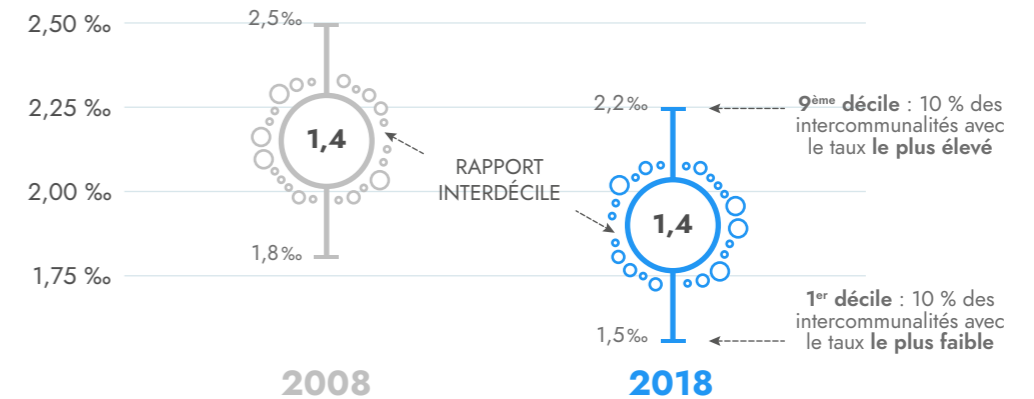 2,50 ‰
2,5‰
2,25 ‰
2,2‰
9ème décile : 10 % des
intercommunalités avec
le taux le plus élevé
1,4
RAPPORT
INTERDÉCILE
2,00 ‰
1,4
1,8‰
1,75 ‰
1er décile : 10 % des
intercommunalités avec
le taux le plus faible
1,5‰
2008
2018